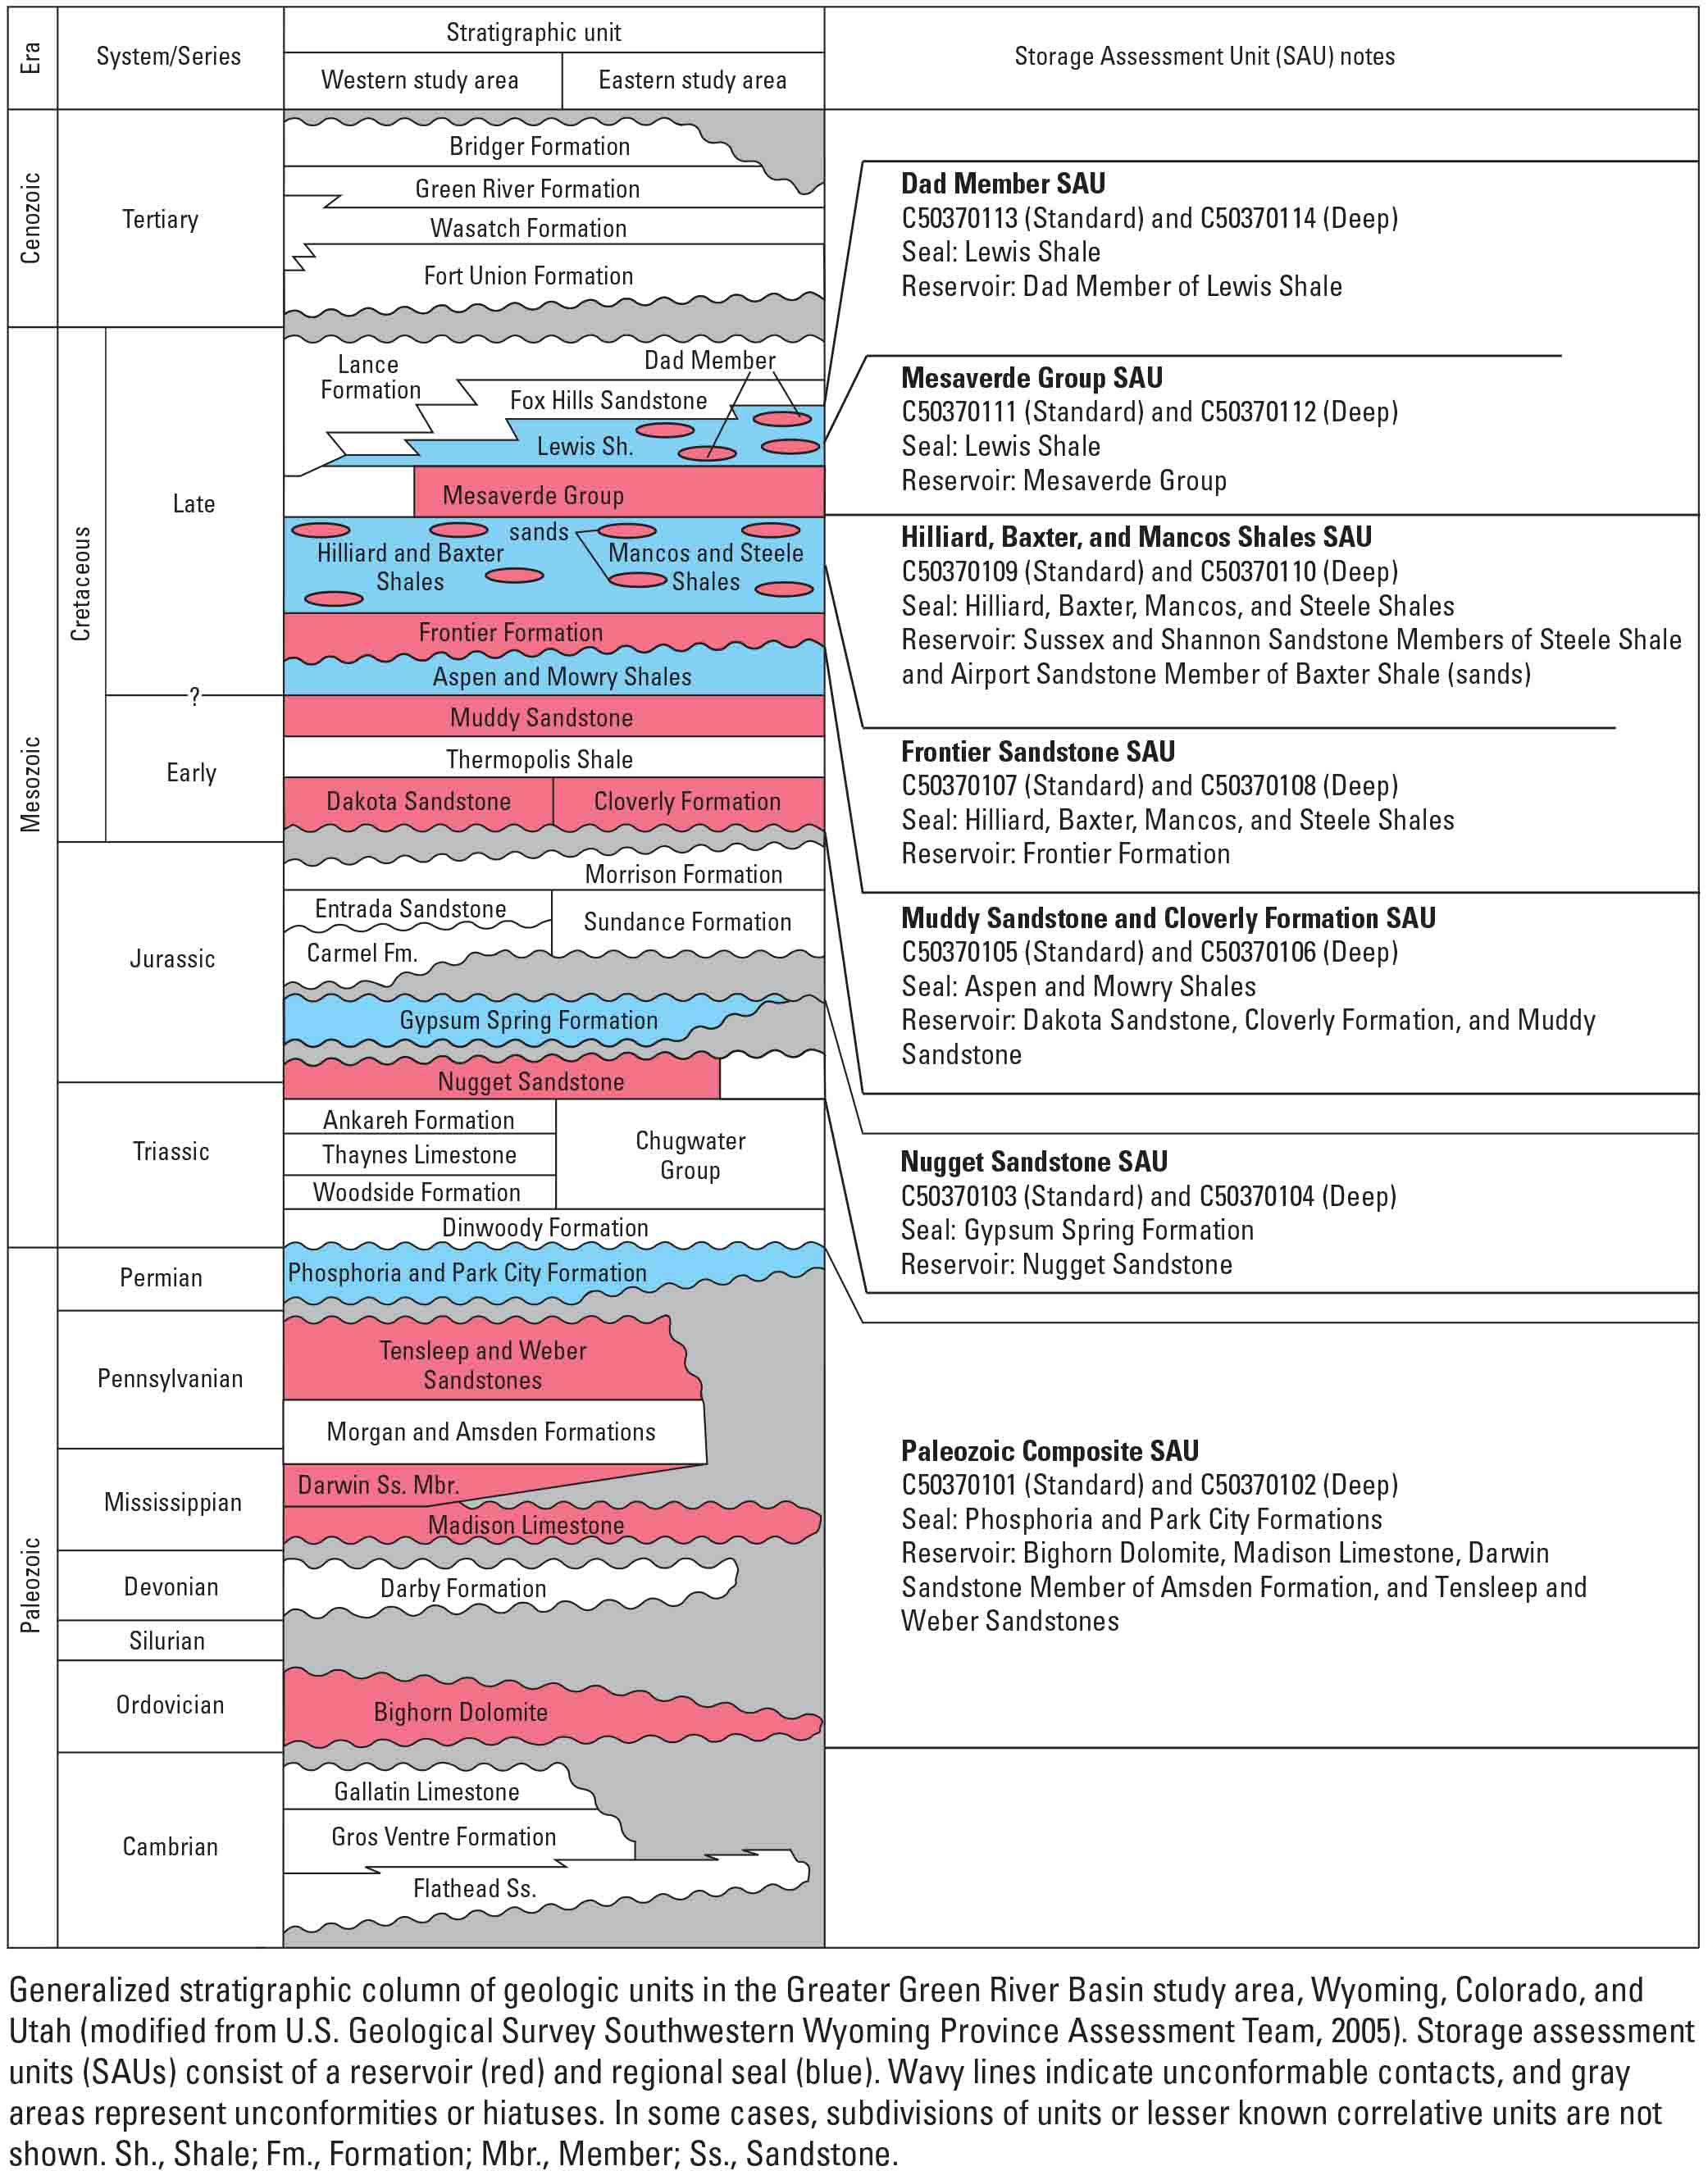 Era
System/Series
Stratigraphic unit
Western study area
Eastern study area
Storage Assessment Unit (SAU) notes
Cenozoic
Tertiary
Bridger Formation
Green River Formation
Wasatch Formation
Fort Union Formation
Mesozoic
Cretaceous
Late
Lance
Formation
Dad Member
Fox Hills Sandstone
Lewis Sh.
Mesaverde Group
sands
Hilliard and Baxter
Shales
Mancos and Steele
Shales
Frontier Formation
Aspen and Mowry Shales
?
Early
Muddy Sandstone
Thermopolis Shale
Dakota Sandstone
Cloverly Formation
Jurassic
Morrison Formation
Entrada Sandstone
Sundance Formation
Carmel Fm.
Gypsum Spring Formation
Nugget Sandstone
Triassic
Ankareh Formation
Thaynes Limestone
Woodside Formation
Chugwater
Group
Dinwoody Formation
Paleozoic
Permian
Phosphoria and Park City Formation
Pennsylvanian
Tensleep and Weber
Sandstones
Morgan and Amsden Formations
Mississippian
Darwin Ss. Mbr.
Madison Limestone
Devonian
Darby Formation
Silurian
Ordovician
Bighorn Dolomite
Cambrian
Gallatin Limestone
Gros Ventre Formation
Flathead Ss.
Dad Member SAU
C50370113 (Standard) and C50370114 (Deep)
Seal: Lewis Shale
Reservoir: Dad Member of Lewis Shale
Mesaverde Group SAU
C50370111 (Standard) and C50370112 (Deep)
Seal: Lewis Shale
Reservoir: Mesaverde Group
Hilliard, Baxter, and Mancos Shales SAU
C50370109 (Standard) and C50370110 (Deep)
Seal: Hilliard, Baxter, Mancos, and Steele Shales
Reservoir: Sussex and Shannon Sandstone Members of Steele Shale
and Airport Sandstone Member of Baxter Shale (sands)
Frontier Sandstone SAU
C50370107 (Standard) and C50370108 (Deep)
Seal: Hilliard, Baxter, Mancos, and Steele Shales
Reservoir: Frontier Formation
Muddy Sandstone and Cloverly Formation SAU
C50370105 (Standard) and C50370106 (Deep)
Seal: Aspen and Mowry Shales
Reservoir: Dakota Sandstone, Cloverly Formation, and Muddy
Sandstone
Nugget Sandstone SAU
C50370103 (Standard) and C50370104 (Deep)
Seal: Gypsum Spring Formation
Reservoir: Nugget Sandstone
Paleozoic Composite SAU
C50370101 (Standard) and C50370102 (Deep)
Seal: Phosphoria and Park City Formations
Reservoir: Bighorn Dolomite, Madison Limestone, Darwin
Sandstone Member of Amsden Formation, and Tensleep and
Weber Sandstones
Generalized stratigraphic column of geologic units in the Greater Green River Basin study area, Wyoming, Colorado, and
Utah (modified from U.S. Geological Survey Southwestern Wyoming Province Assessment Team, 2005). Storage assessment
units (SAUs) consist of a reservoir (red) and regional seal (blue). Wavy lines indicate unconformable contacts, and gray
areas represent unconformities or hiatuses. In some cases, subdivisions of units or lesser known correlative units are not
shown. Sh., Shale; Fm., Formation; Mbr., Member; Ss., Sandstone.